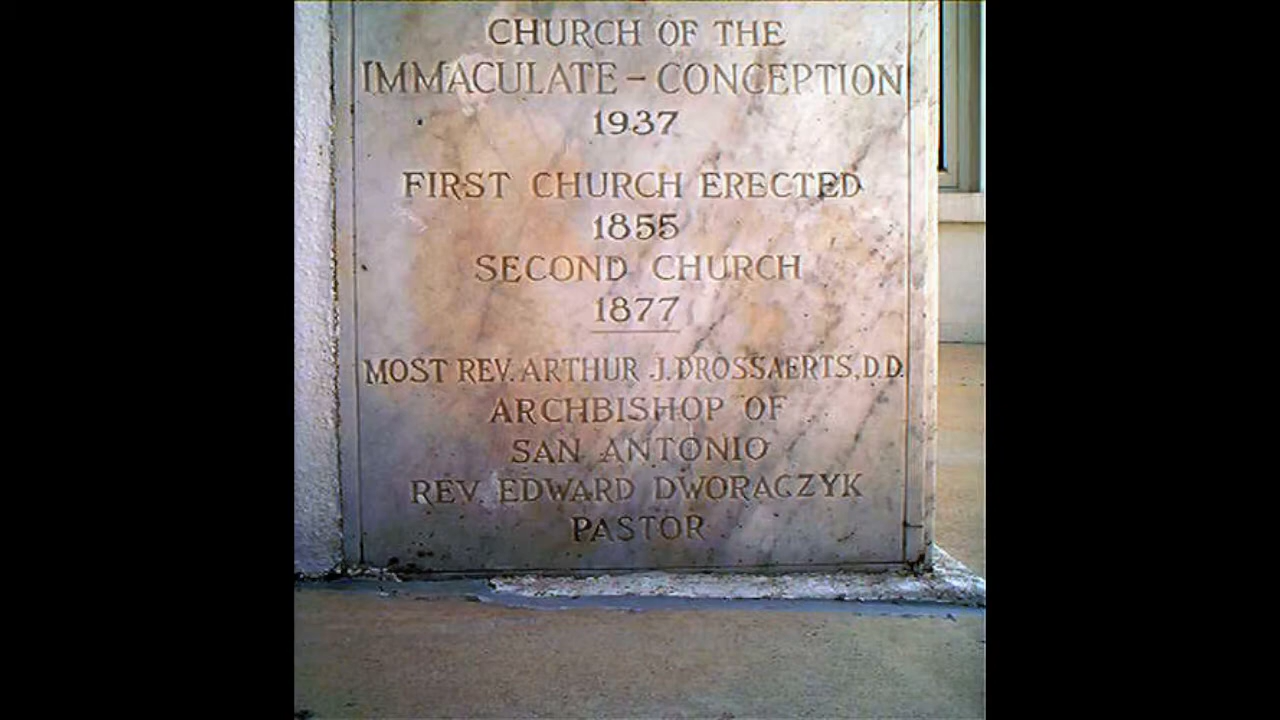 CHURCH OF THE
IMMACULATE - CONCEPTION
1937
FIRST CHURCH ERECTED
1855
SECOND CHURCH
1877
MOST REV. ARTHUR J. DROSSAERTS, D.D.
ARCHBISHOP OF
SAN ANTONIO
REV. EDWARD DWORACZYK
PASTOR